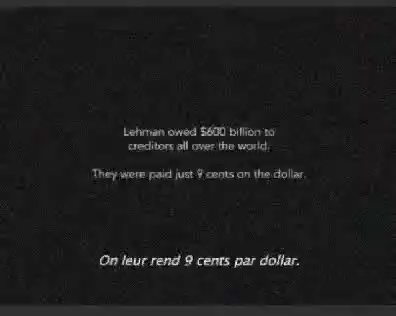 Lehman owed $600 billion to
creditors all over the world.
They were paid just 9 cents on the dollar.
On leur rend 9 cents par dollar.